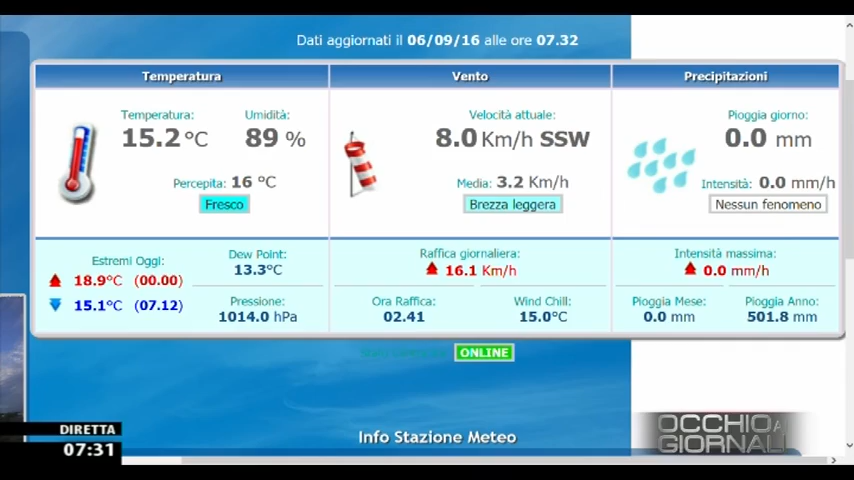 Dati aggiornati il 06/09/16 alle ore 07.32
Temperatura
Vento
Precipitazioni
Temperatura:
Umidità:
15.2 °C
89 %
Percepita: 16 °C
Fresco
Velocità attuale:
8.0 Km/h SSW
Media: 3.2 Km/h
Brezza leggera
Pioggia giorno:
0.0 mm
Intensità: 0.0 mm/h
Nessun fenomeno
Estremi Oggi:
18.9°C (00.00)
15.1°C (07.12)
Dew Point:
13.3°C
Pressione:
1014.0 hPa
Raffica giornaliera:
16.1 Km/h
Ora Raffica:
02.41
Wind Chill:
15.0°C
Intensità massima:
0.0 mm/h
Pioggia Mese:
0.0 mm
Pioggia Anno:
501.8 mm
ONLINE
Info Stazione Meteo
DIRETTA
07:31
OCCHIO AI
GIORNALI